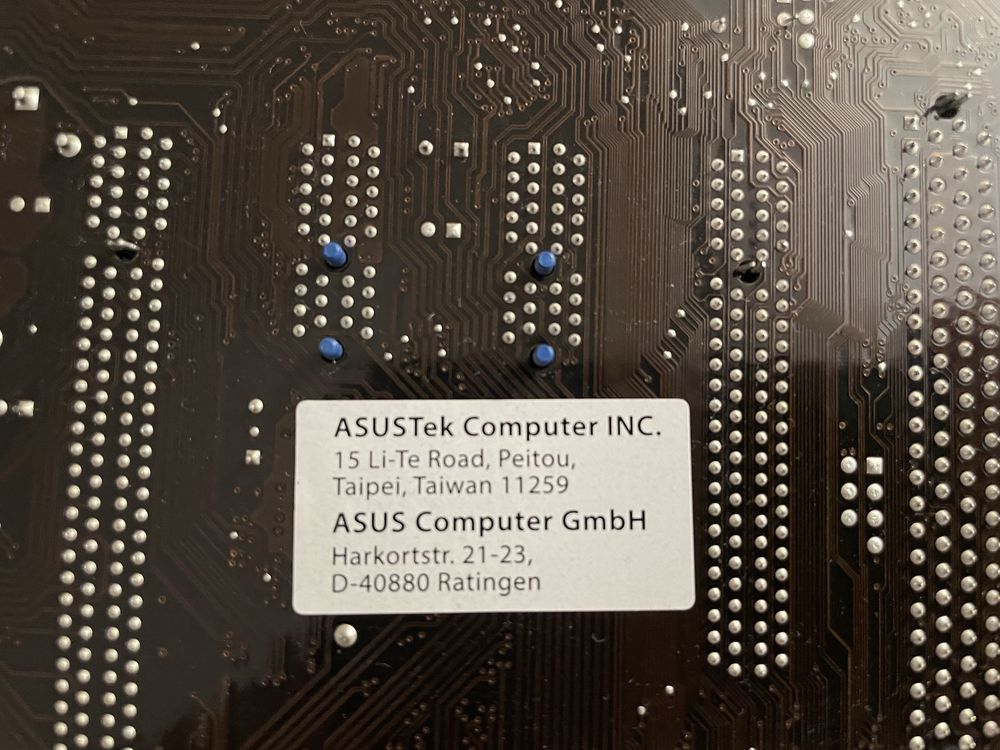 ASUSTek Computer INC.
15 Li-Te Road, Peitou,
Taipei, Taiwan 11259
ASUS Computer GmbH
Harkortstr. 21-23,
D-40880 Ratingen